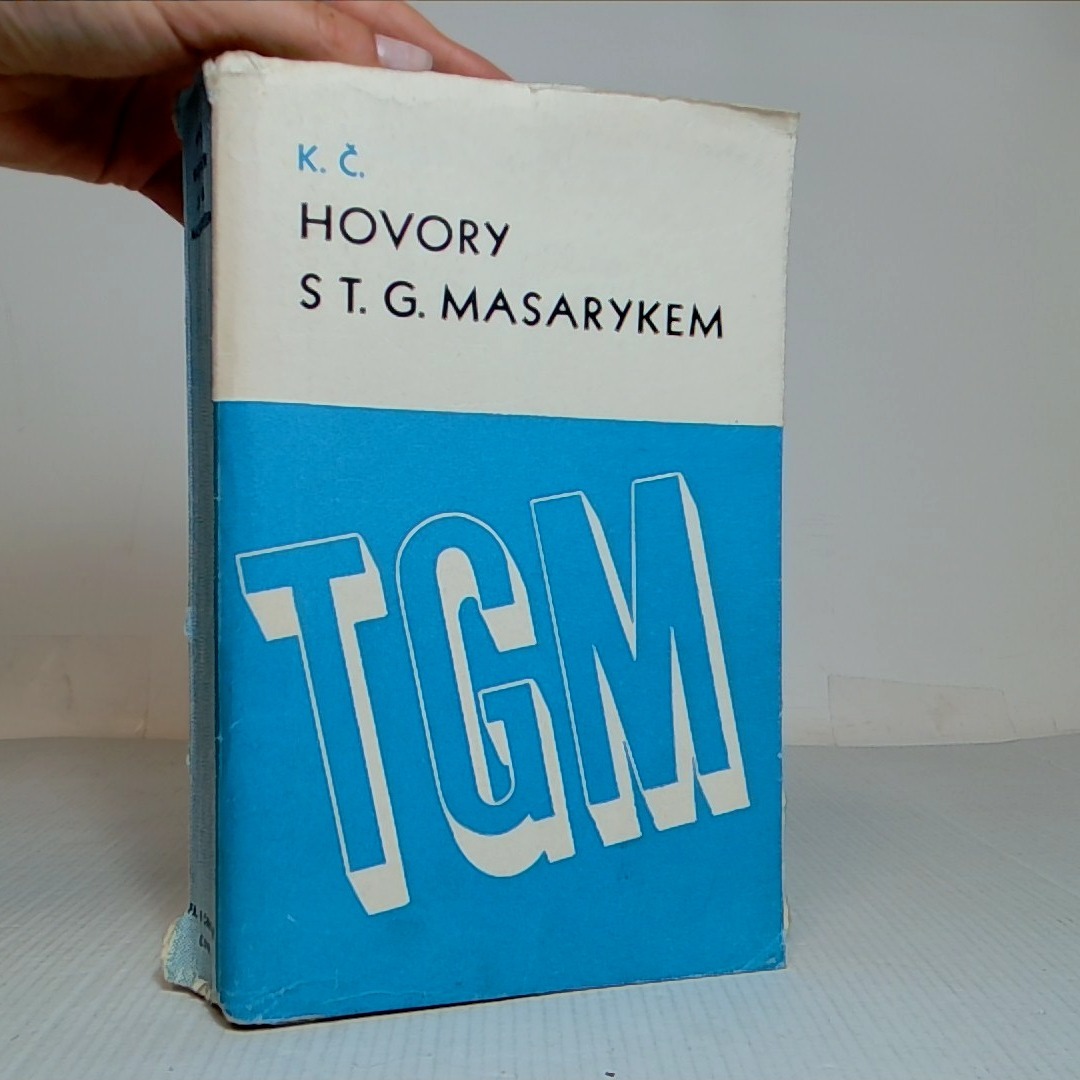 K. Č.
HOVORY
S T. G. MASARYKEM
TGM